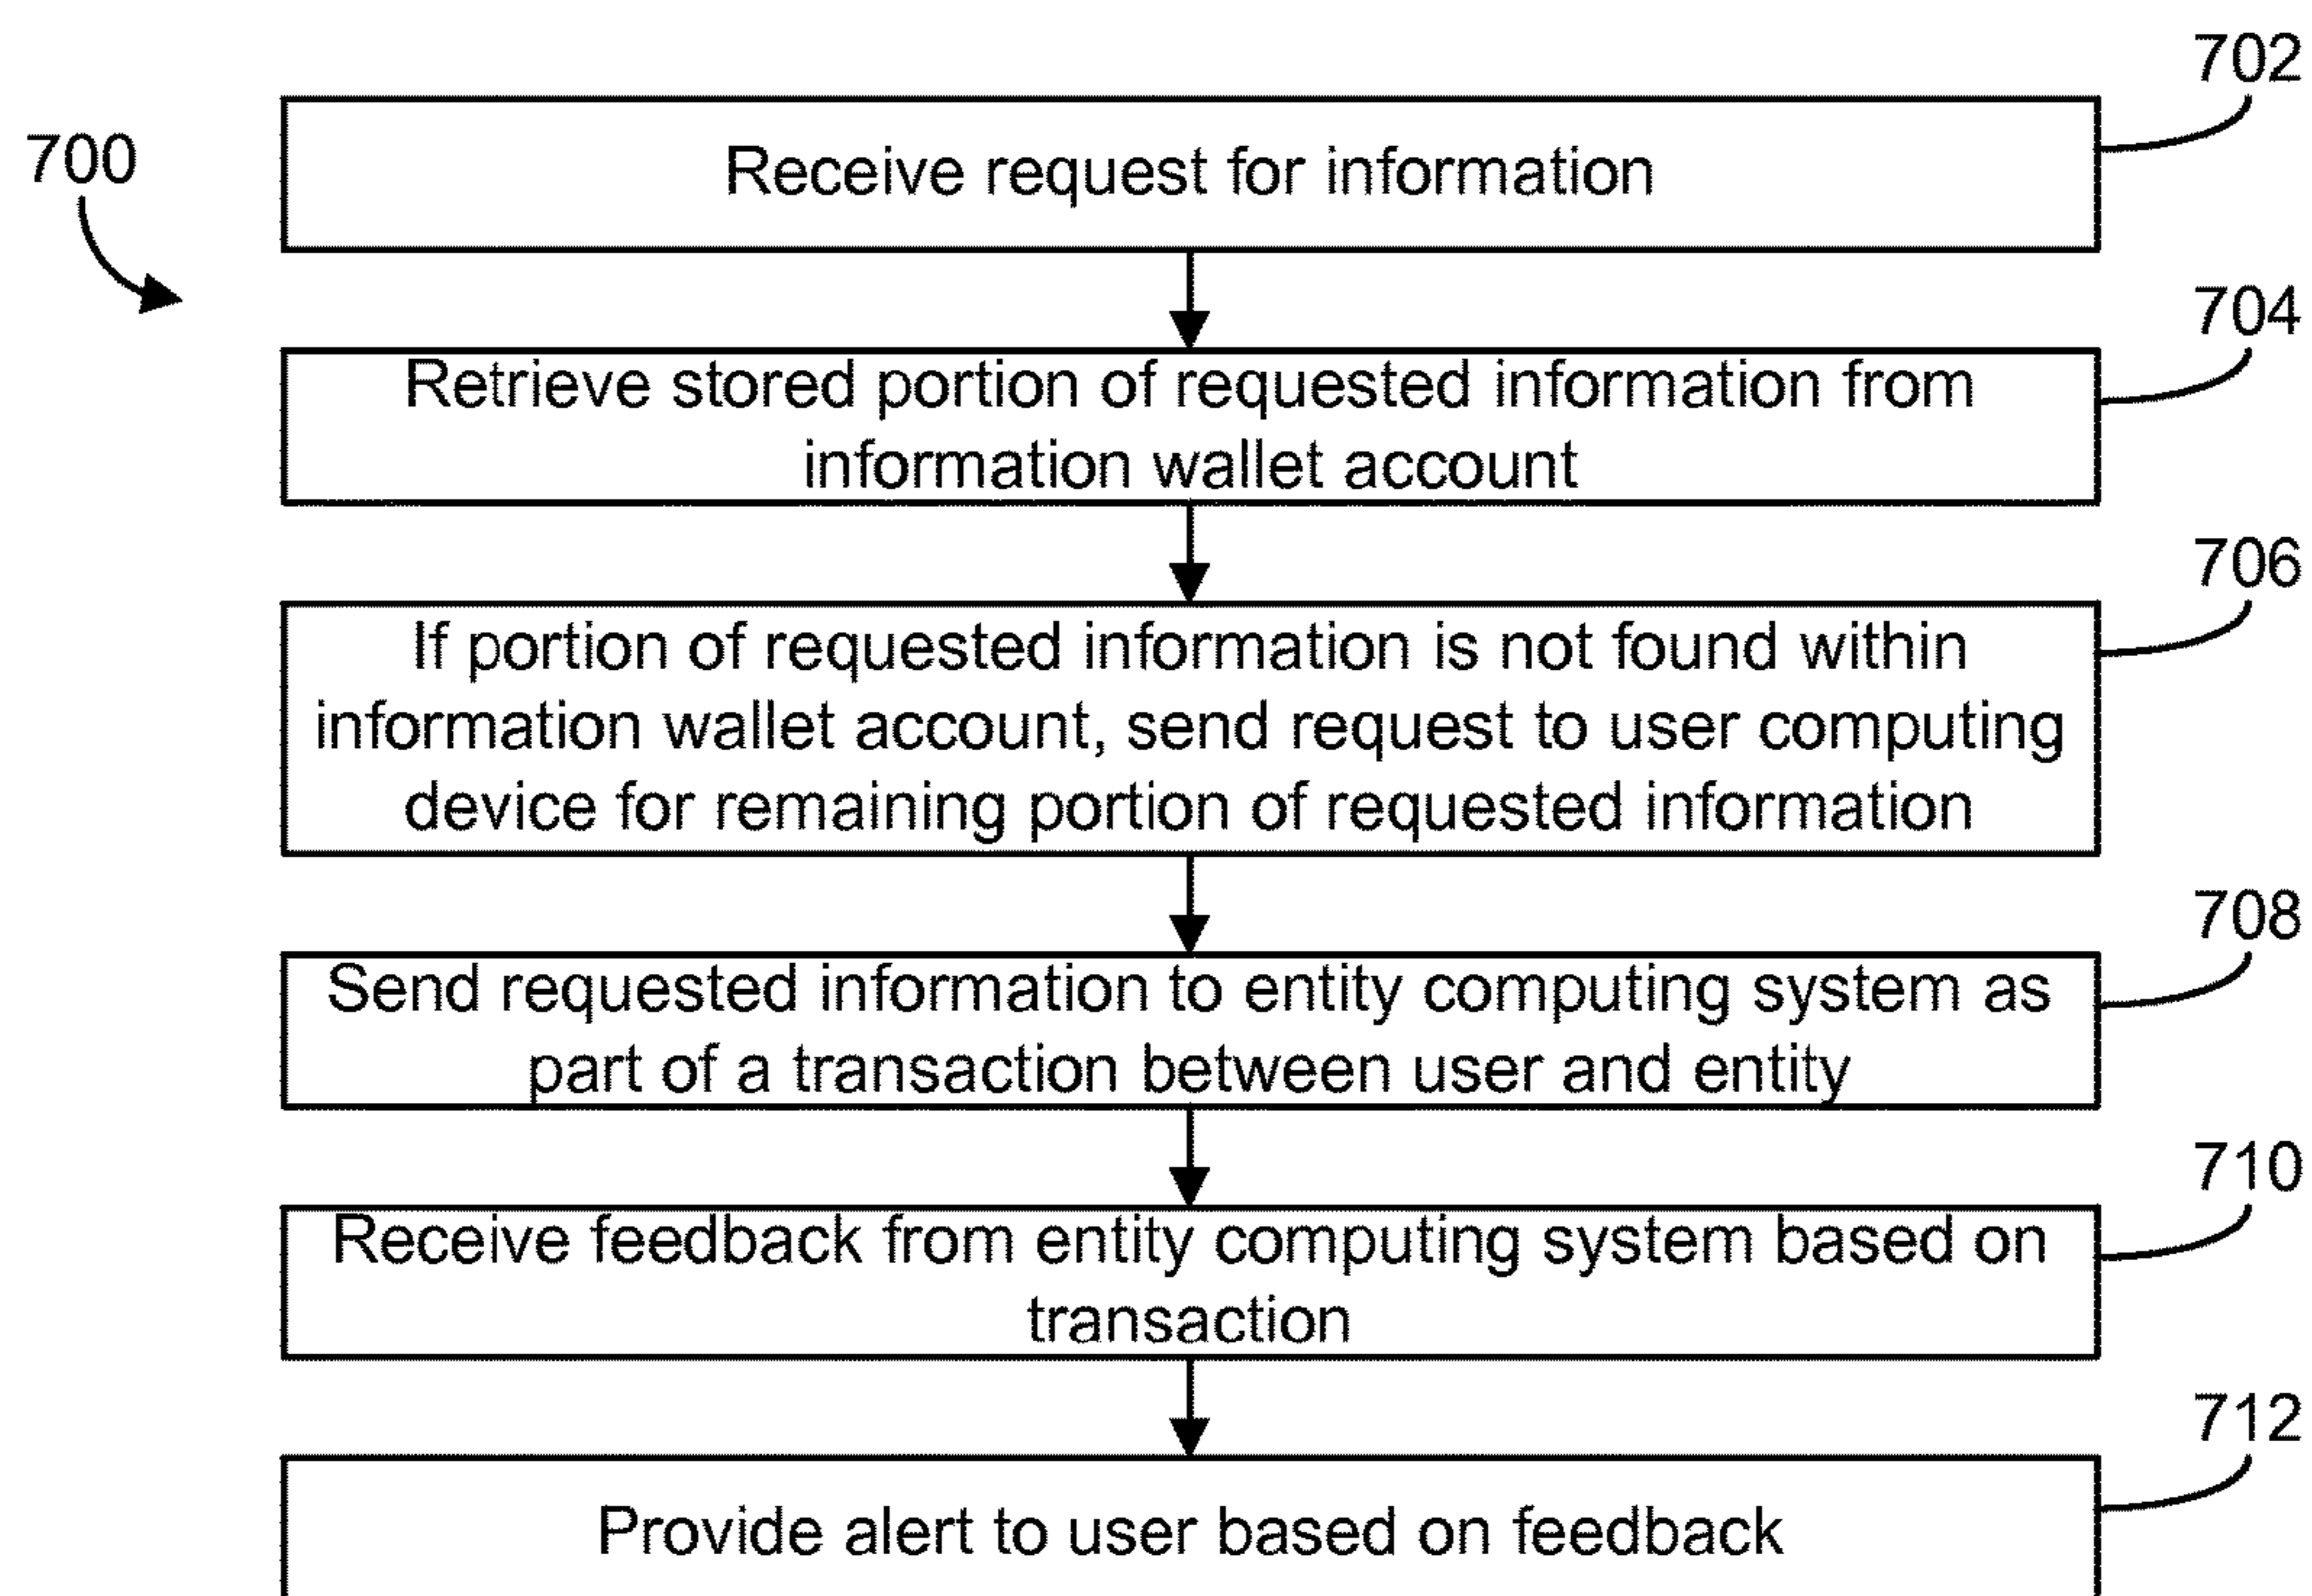 702
700
Receive request for information
704
Retrieve stored portion of requested information from
information wallet account
706
If portion of requested information is not found within
information wallet account, send request to user computing
device for remaining portion of requested information
708
Send requested information to entity computing system as
part of a transaction between user and entity
710
Receive feedback from entity computing system based on
transaction
712
Provide alert to user based on feedback